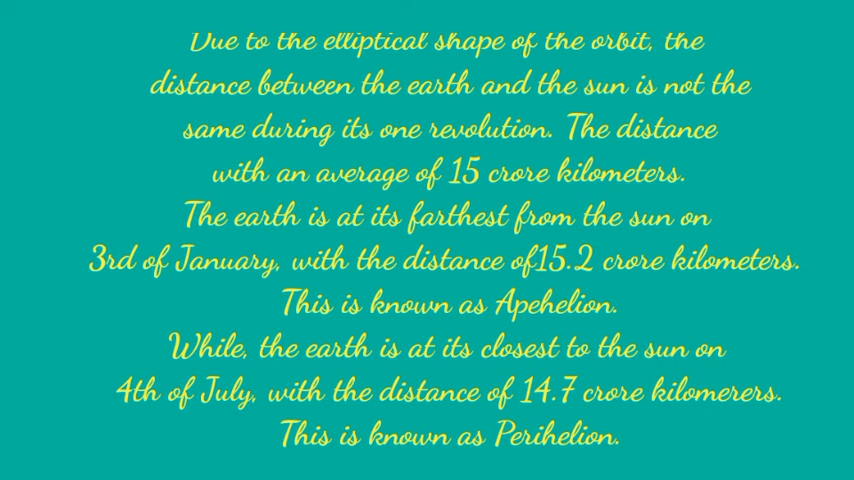 Due to the elliptical shape of the orbit, the
distance between the earth and the sun is not the
same during its one revolution. The distance
with an average of 15 crore kilometers.
The earth is at its farthest from the sun on
3rd of January, with the distance of15.2 crore kilometers.
This is known as Apehelion.
While, the earth is at its closest to the sun on
4th of July, with the distance of 14.7 crore kilomerers.
This is known as Perihelion.